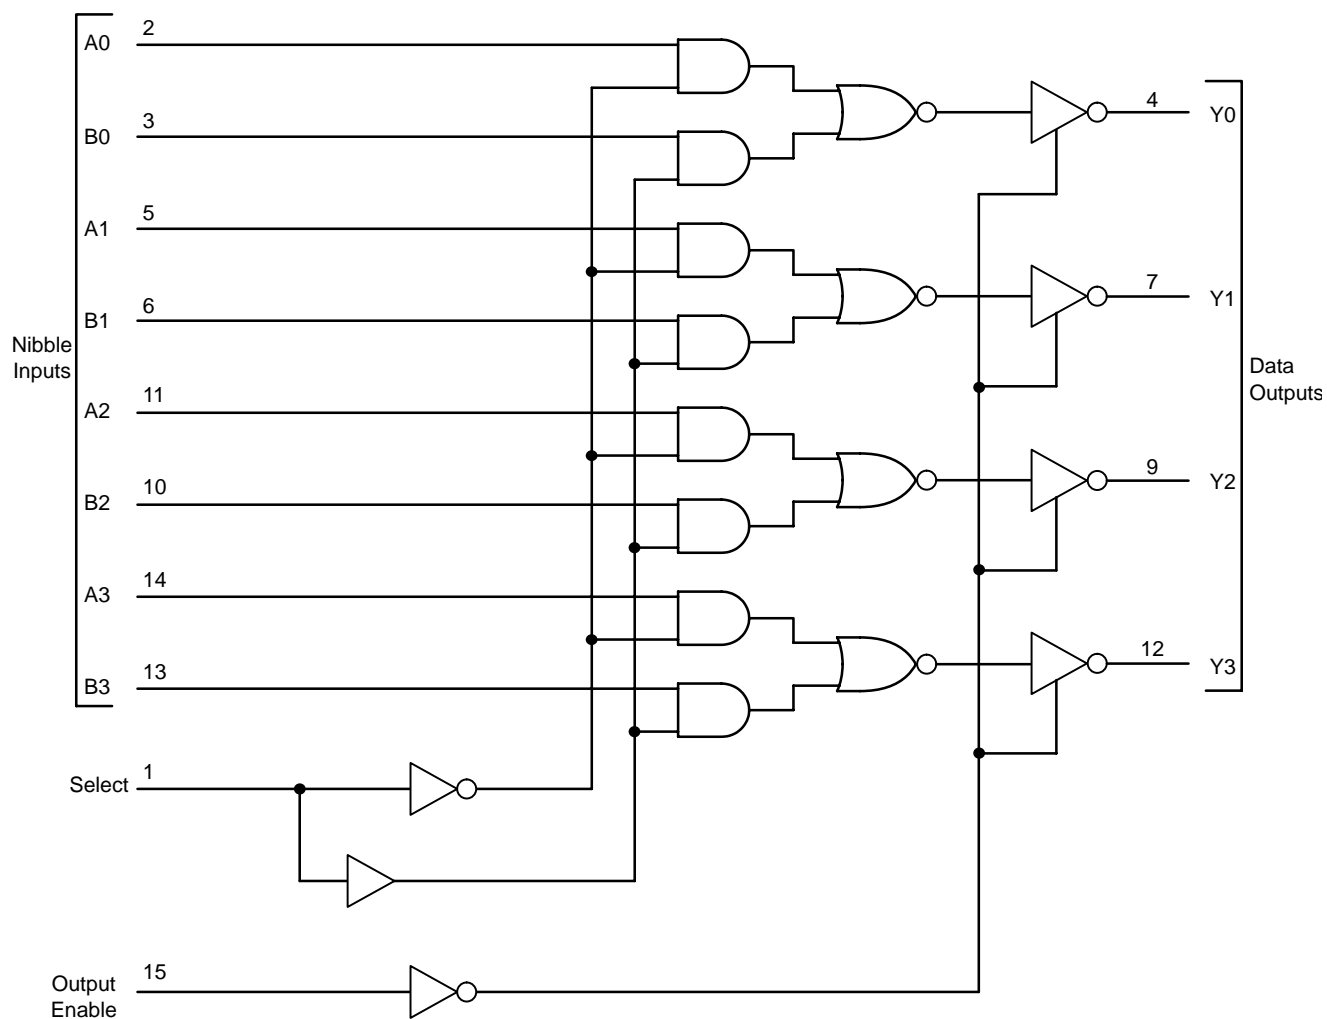 A0 2
B0 3
A1 5
B1 6
A2 11
B2 10
A3 14
B3 13
Nibble
Inputs
Select 1
Output
Enable
15
4 Y0
7 Y1
9 Y2
12 Y3
Data
Outputs